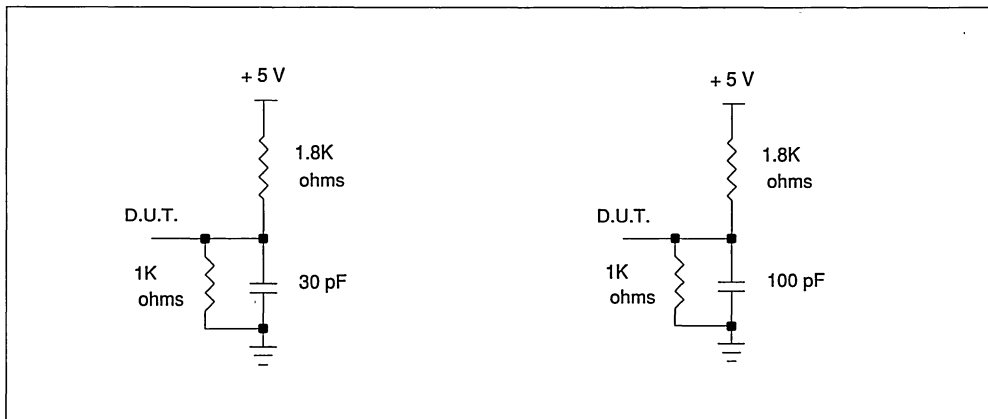 + 5 V
1.8K
ohms
D.U.T.
1K
ohms
30 pF
+ 5 V
1.8K
ohms
D.U.T.
1K
ohms
100 pF